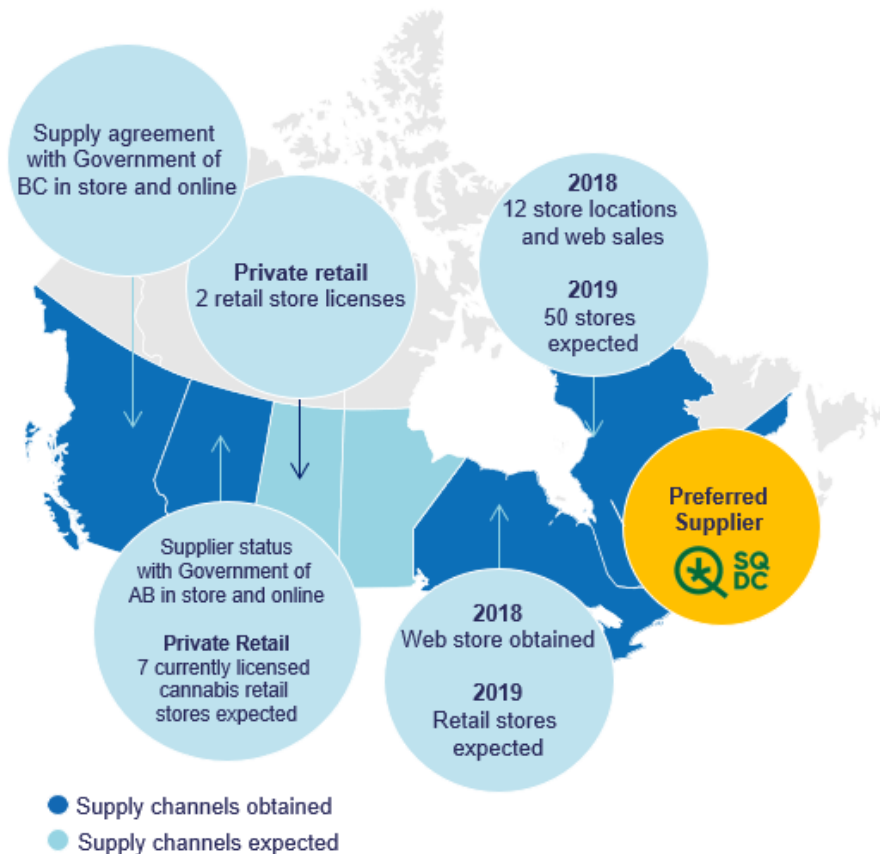 Supply agreement
with Government of
BC in store and online
Private retail
2 retail store licenses
2018
12 store locations
and web sales
2019
50 stores
expected
Preferred
Supplier
SQ
DC
Supplier status
with Government of
AB in store and online
Private Retail
7 currently licensed
cannabis retail
stores expected
2018
Web store obtained
2019
Retail stores
expected
Supply channels obtained
Supply channels expected